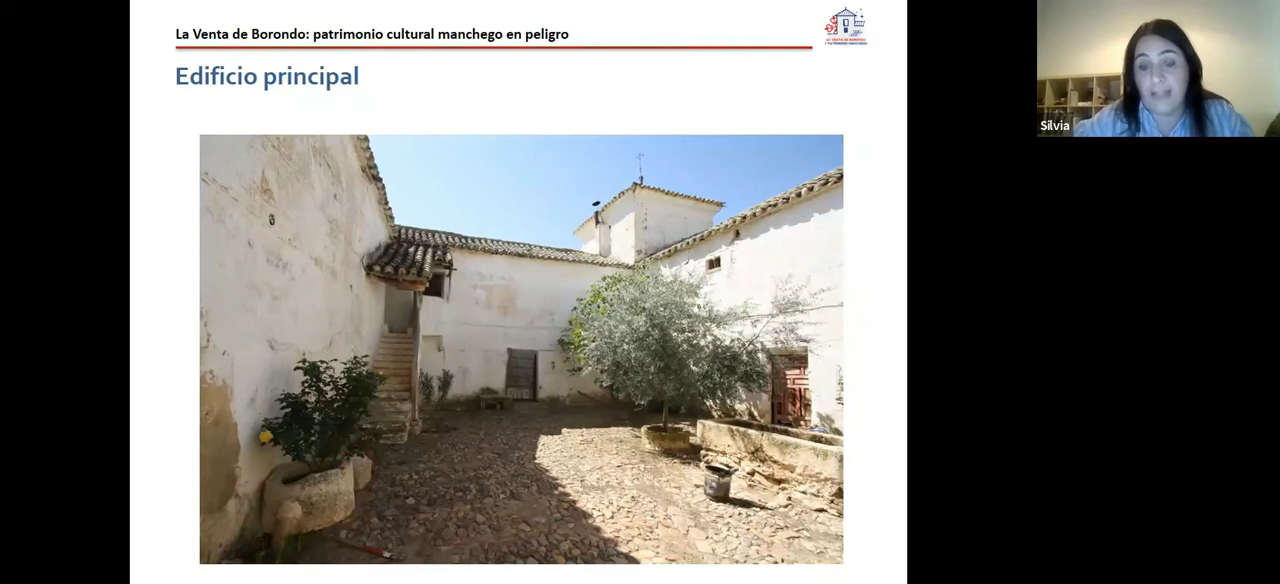 La Venta de Borondo: patrimonio cultural manchego en peligro
Edificio principal
Silvia